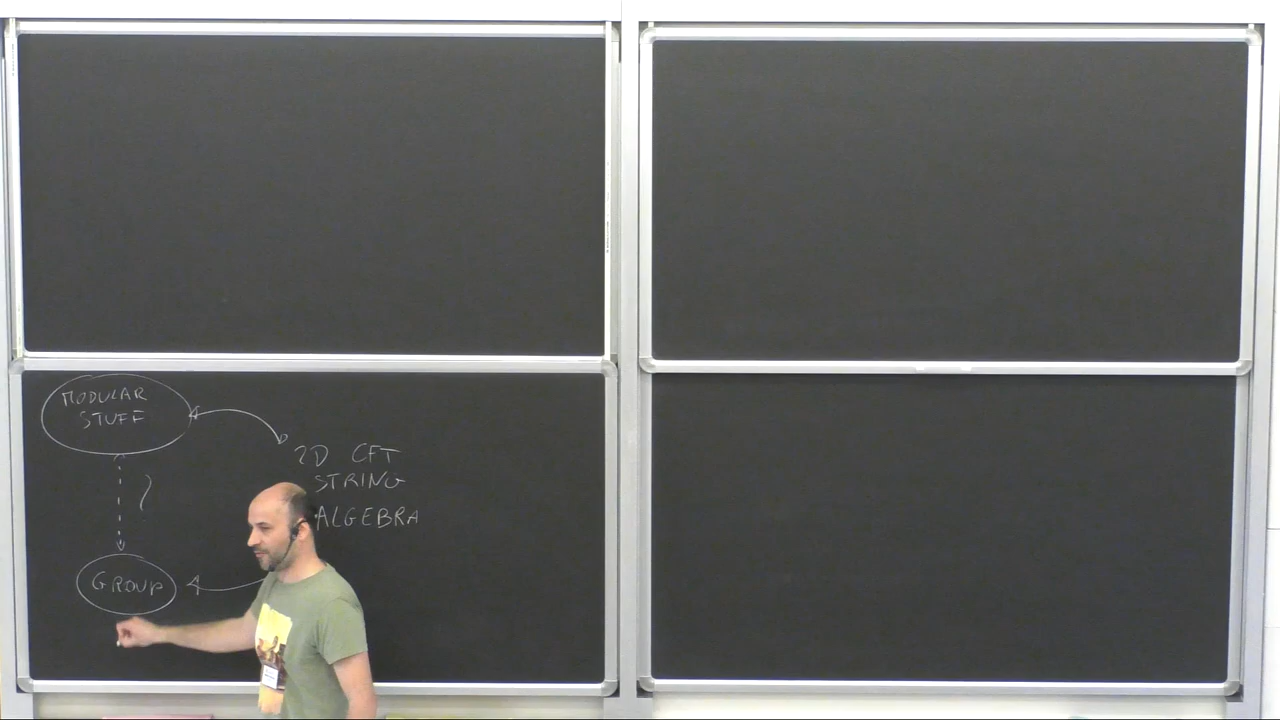 MODULAR
STUFF
2D CFT
STRING
ALGEBRA
?
GROUP